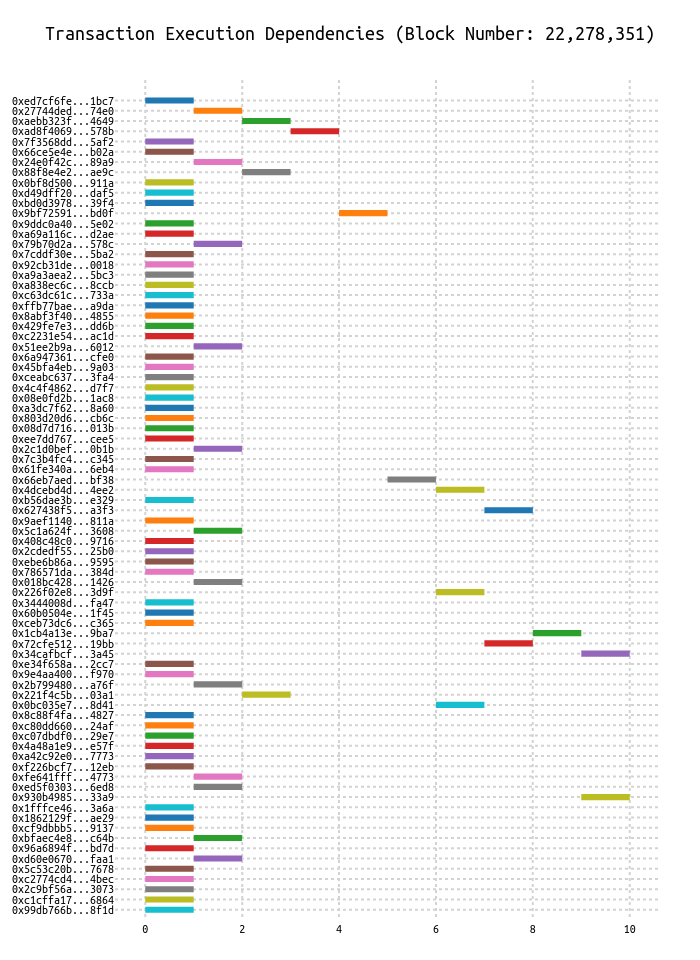 Transaction Execution Dependencies (Block Number: 22,278,351)
0xed7cf6fe...1bc7
0x27744ded...74e0
0xaebb323f...4649
0xad8f4069...578b
0x7f3568dd...5af2
0x66ce5e4e...b02a
0x24e0f42c...89a9
0x88f8e4e2...ae9c
0x0bf8d500...911a
0xd49dff20...daf5
0xbd0d3978...39f4
0x9bf72591...bd0f
0x9ddc0a40...5e02
0xa69a116c...d2ae
0x79b70d2a...578c
0x7cddf30e...5ba2
0x92cb31de...0018
0xa9a3aea2...5bc3
0xa838ec6c...8ccb
0xc63dc61c...733a
0xffb77bae...a9da
0x8abf3f40...4855
0x429fe7e3...dd6b
0xc2231e54...ac1d
0x51ee2b9a...6012
0x6a947361...cfe0
0x45bfa4eb...9a03
0xceabc637...3fa4
0x4c4f4862...d7f7
0x08e0fd2b...1ac8
0xa3dc7f62...8a60
0x803d20d6...cb6c
0x08d7d716...013b
0xee7dd767...cee5
0x2c1d0bef...0b1b
0x7c3b4fc4...c345
0x61fe340a...6eb4
0x66eb7aed...bf38
0x4dcebd4d...4ee2
0xb56dae3b...e329
0x627438f5...a3f3
0x9aef1140...811a
0x5c1a624f...3608
0x408c48c0...9716
0x2cdedf55...25b0
0xebe6b86a...9595
0x786571da...384d
0x018bc428...1426
0x226f02e8...3d9f
0x3444008d...fa47
0x60b0504e...1f45
0xceb73dc6...c365
0x1cb4a13e...9ba7
0x72cfe512...19bb
0x34cafbcf...3a45
0xe34f658a...2cc7
0x9e4aa400...f970
0x2b799480...a76f
0x221f4c5b...03a1
0x0bc035e7...8d41
0x8c88f4fa...4827
0xc80dd660...24af
0xc07dbdf0...29e7
0x4a48a1e9...e57f
0xa42c92e0...7773
0xf226bcf7...12eb
0xfe641fff...4773
0xed5f0303...6ed8
0x930b4985...33a9
0x1fffce46...3a6a
0x1862129f...ae29
0xcf9dbbb5...9137
0xbfaec4e8...c64b
0x96a6894f...bd7d
0xd60e0670...faa1
0x5c53c20b...7678
0xc2774cd4...4bec
0x2c9bf56a...3073
0xc1cffa17...6864
0x99db766b...8f1d
0 2 4 6 8 10